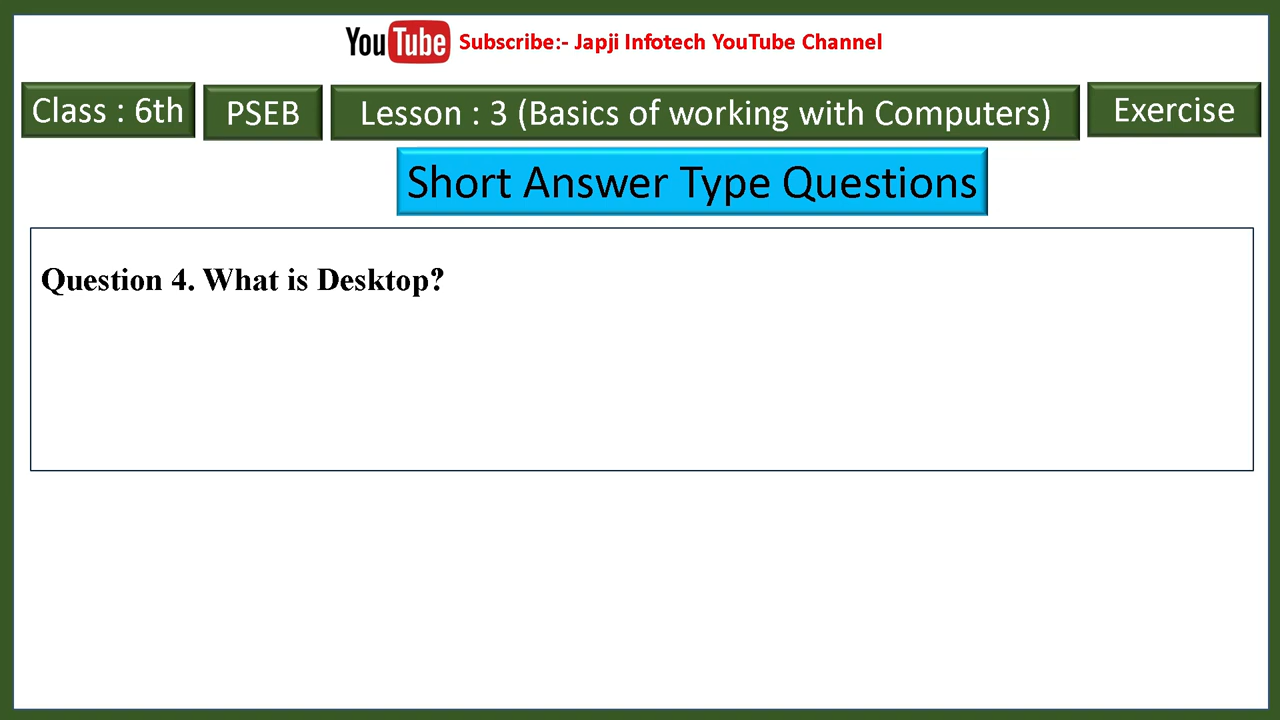 YouTube Subscribe:- Japji Infotech YouTube Channel
Class : 6th PSEB Lesson : 3 (Basics of working with Computers) Exercise
Short Answer Type Questions
Question 4. What is Desktop?